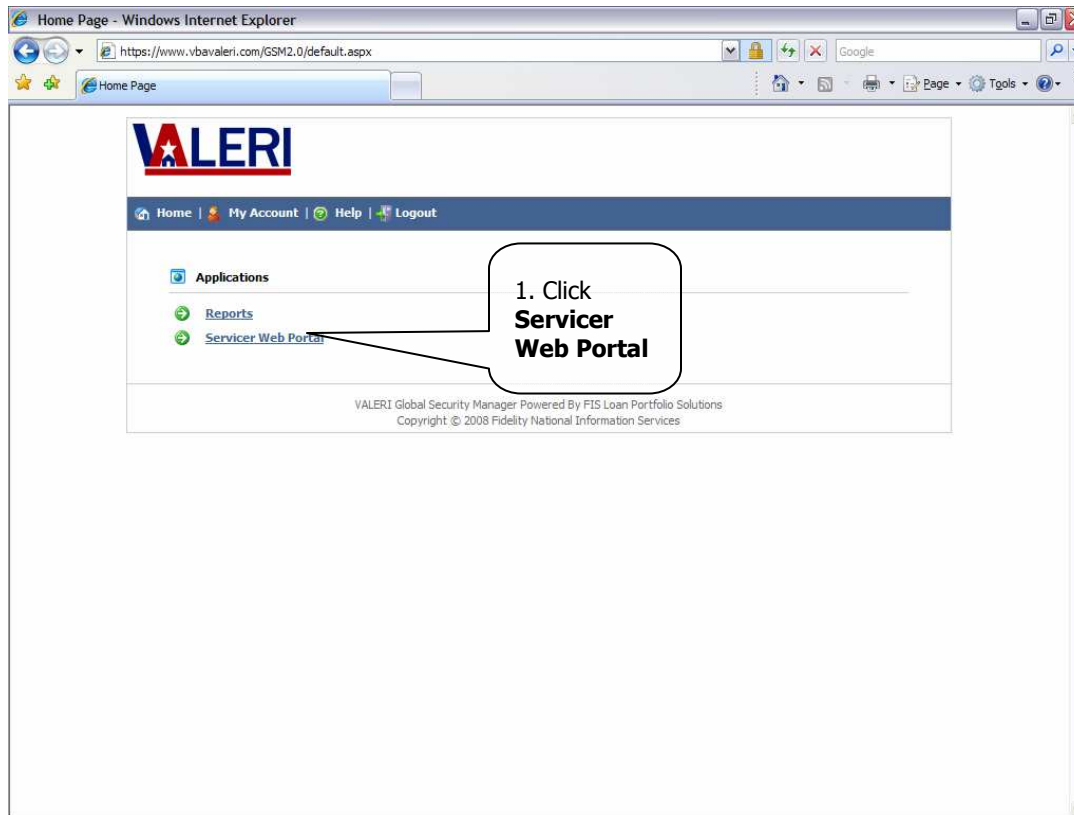 Home Page - Windows Internet Explorer
https://www.vbavaleri.com/GSM2.0/default.aspx
Google
Home Page
Page
Tools
VALERI
Home | My Account | Help | Logout
Applications
Reports
Servicer Web Portal
1. Click
Servicer
Web Portal
VALERI Global Security Manager Powered By FIS Loan Portfolio Solutions
Copyright © 2008 Fidelity National Information Services